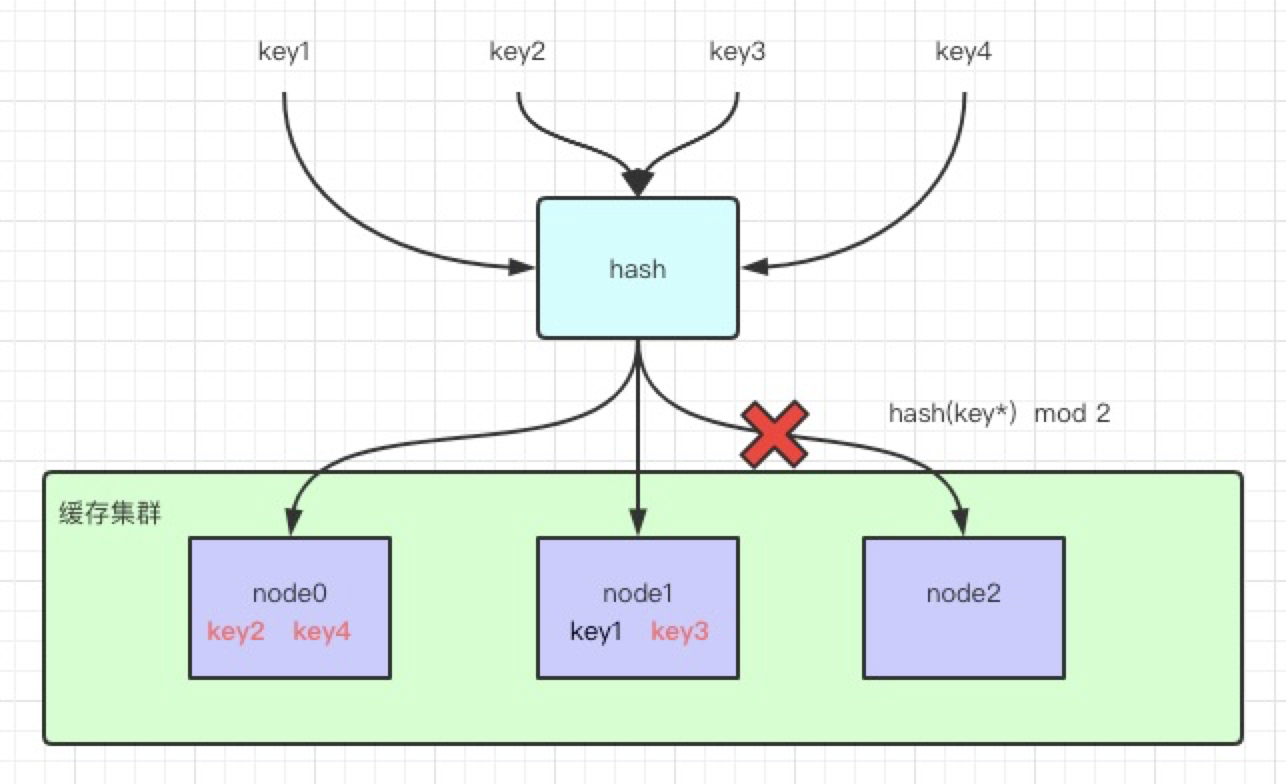 key1 key2 key3 key4
hash
hash(key*) mod 2
缓存集群
node0 node1 node2
key2 key4 key1 key3